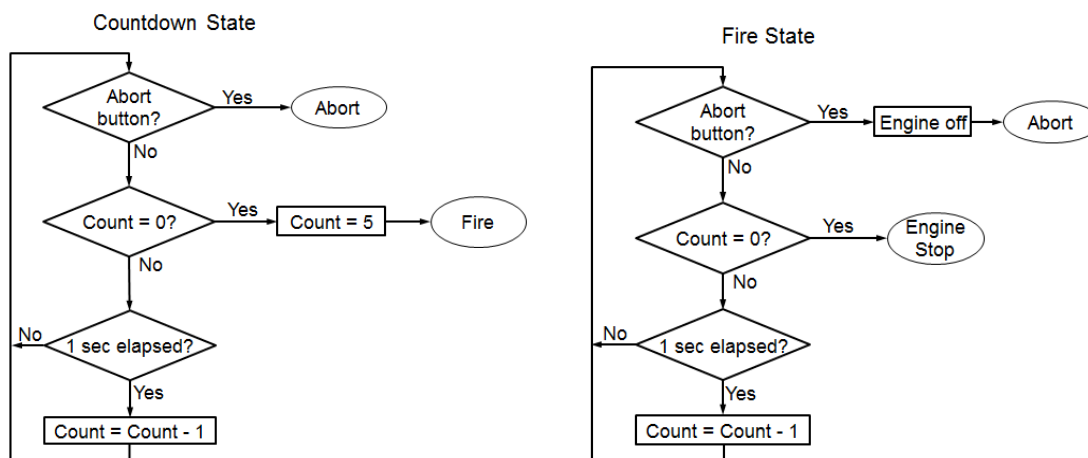 Countdown State
Abort
button?
Yes
Abort
No
Count = 0?
Yes
Count = 5
Fire
No
1 sec elapsed?
No
Yes
Count = Count - 1
Fire State
Abort
button?
Yes
Engine off
Abort
No
Count = 0?
Yes
Engine
Stop
No
1 sec elapsed?
No
Yes
Count = Count - 1